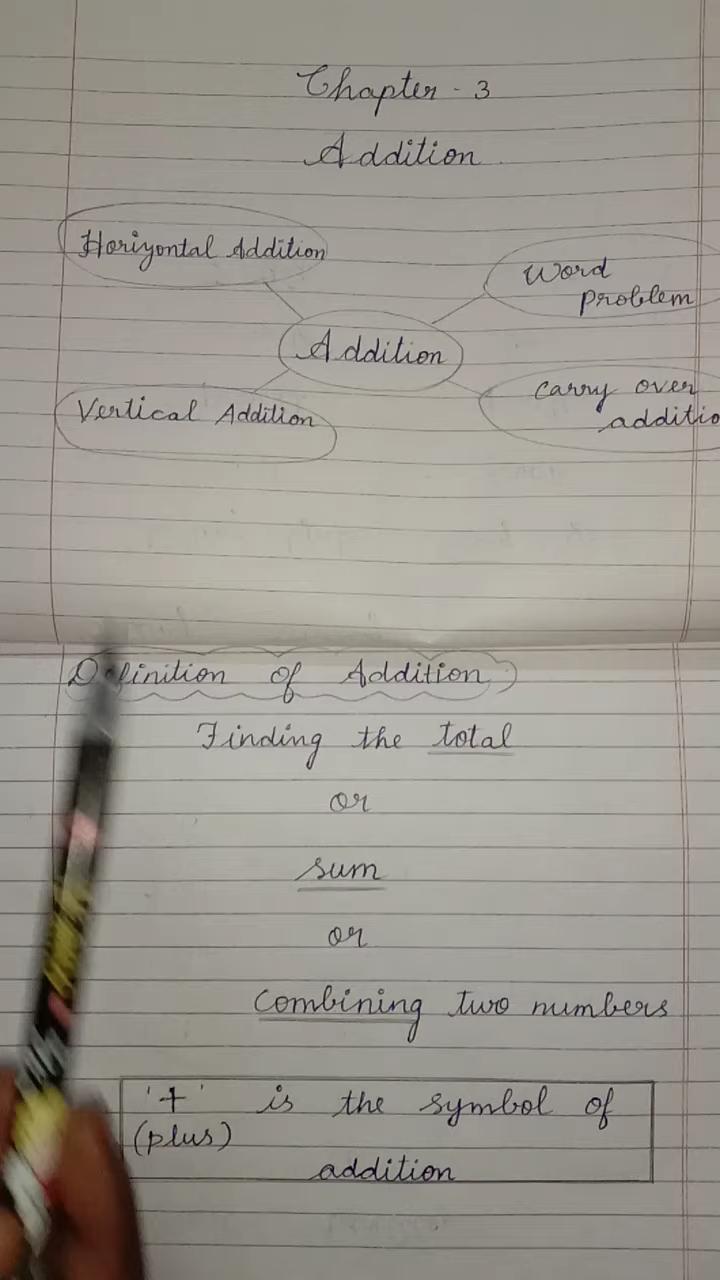 Chapter - 3
Addition
Horizontal Addition
Word
problem
Addition
Carry over
additio
Vertical Addition
Definition of Addition
Finding the total
or
sum
or
Combining two numbers
'+' is the symbol of
(plus)
addition